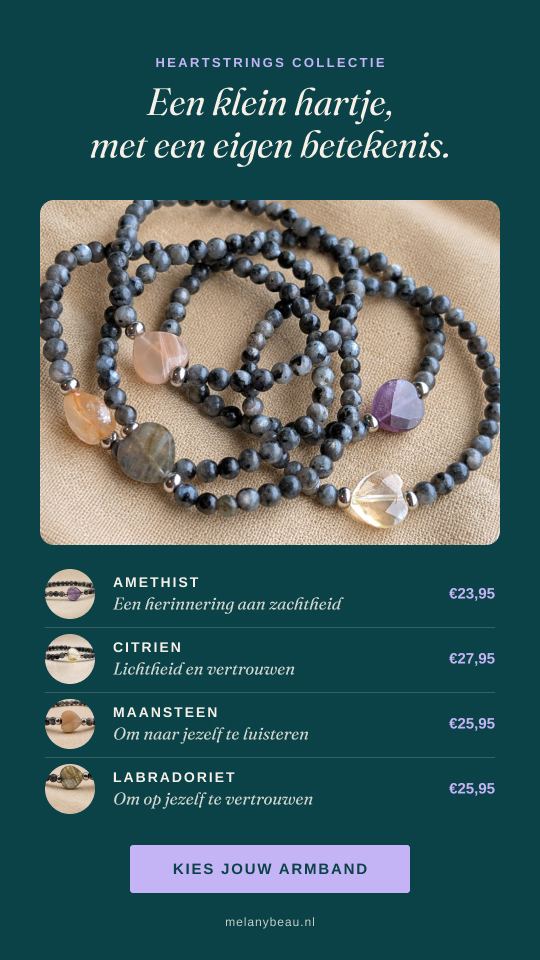 HEARTSTRINGS COLLECTIE
Een klein hartje,
met een eigen betekenis.
AMETHIST
Een herinnering aan zachtheid
€23,95
CITRIEN
Lichtheid en vertrouwen
€27,95
MAANSTEEN
Om naar jezelf te luisteren
€25,95
LABRADORIET
Om op jezelf te vertrouwen
€25,95
KIES JOUW ARMBAND
melanybeau.nl